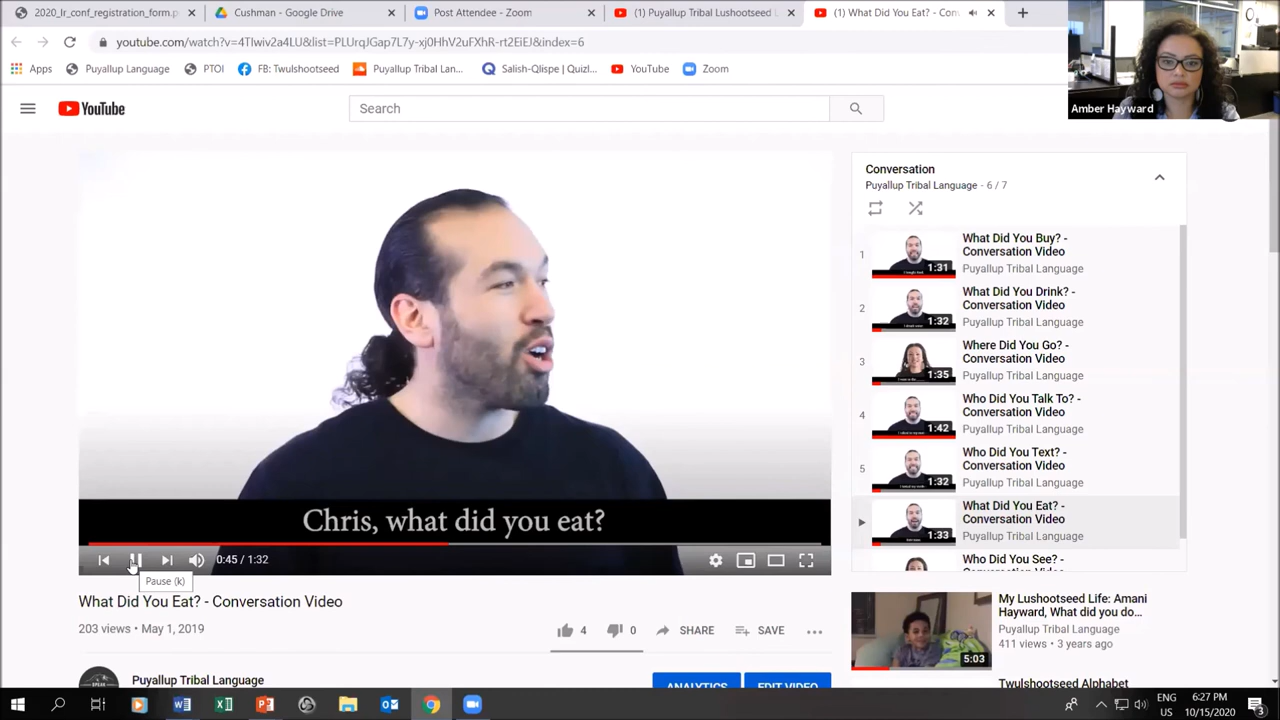 2020_lr_conf_registration_form.p
Cushman - Google Drive
Post Attendee - Zoom
(1) Puyallup Tribal Lushootseed L
(1) What Did You Eat? - Con
youtube.com/watch?v=4TIwiv2a4LU&list=PLUrqJGap7L7y-xj0HhV2uFXhR-rt2EiEJ&index=6
Apps
Puyallup Language
PTOI
FB: Twulshootseed
Puyallup Tribal Lan...
Salish-Qlispe | Quizl...
YouTube
Zoom
Amber Hayward
YouTube
Search
Chris, what did you eat?
0:45 / 1:32
Pause (k)
What Did You Eat? - Conversation Video
203 views • May 1, 2019
4
0
SHARE
SAVE
Puyallup Tribal Language
ANALYTICS
EDIT VIDEO
Conversation
Puyallup Tribal Language - 6 / 7
1
1:31
What Did You Buy? -
Conversation Video
Puyallup Tribal Language
2
1:32
What Did You Drink? -
Conversation Video
Puyallup Tribal Language
3
1:35
Where Did You Go? -
Conversation Video
Puyallup Tribal Language
4
1:42
Who Did You Talk To? -
Conversation Video
Puyallup Tribal Language
5
1:32
Who Did You Text? -
Conversation Video
Puyallup Tribal Language
1:33
What Did You Eat? -
Conversation Video
Puyallup Tribal Language
Who Did You See? -
5:03
My Lushootseed Life: Amani
Hayward, What did you do...
Puyallup Tribal Language
411 views • 3 years ago
Twulshootseed Alphabet
ENG
US
6:27 PM
10/15/2020
3